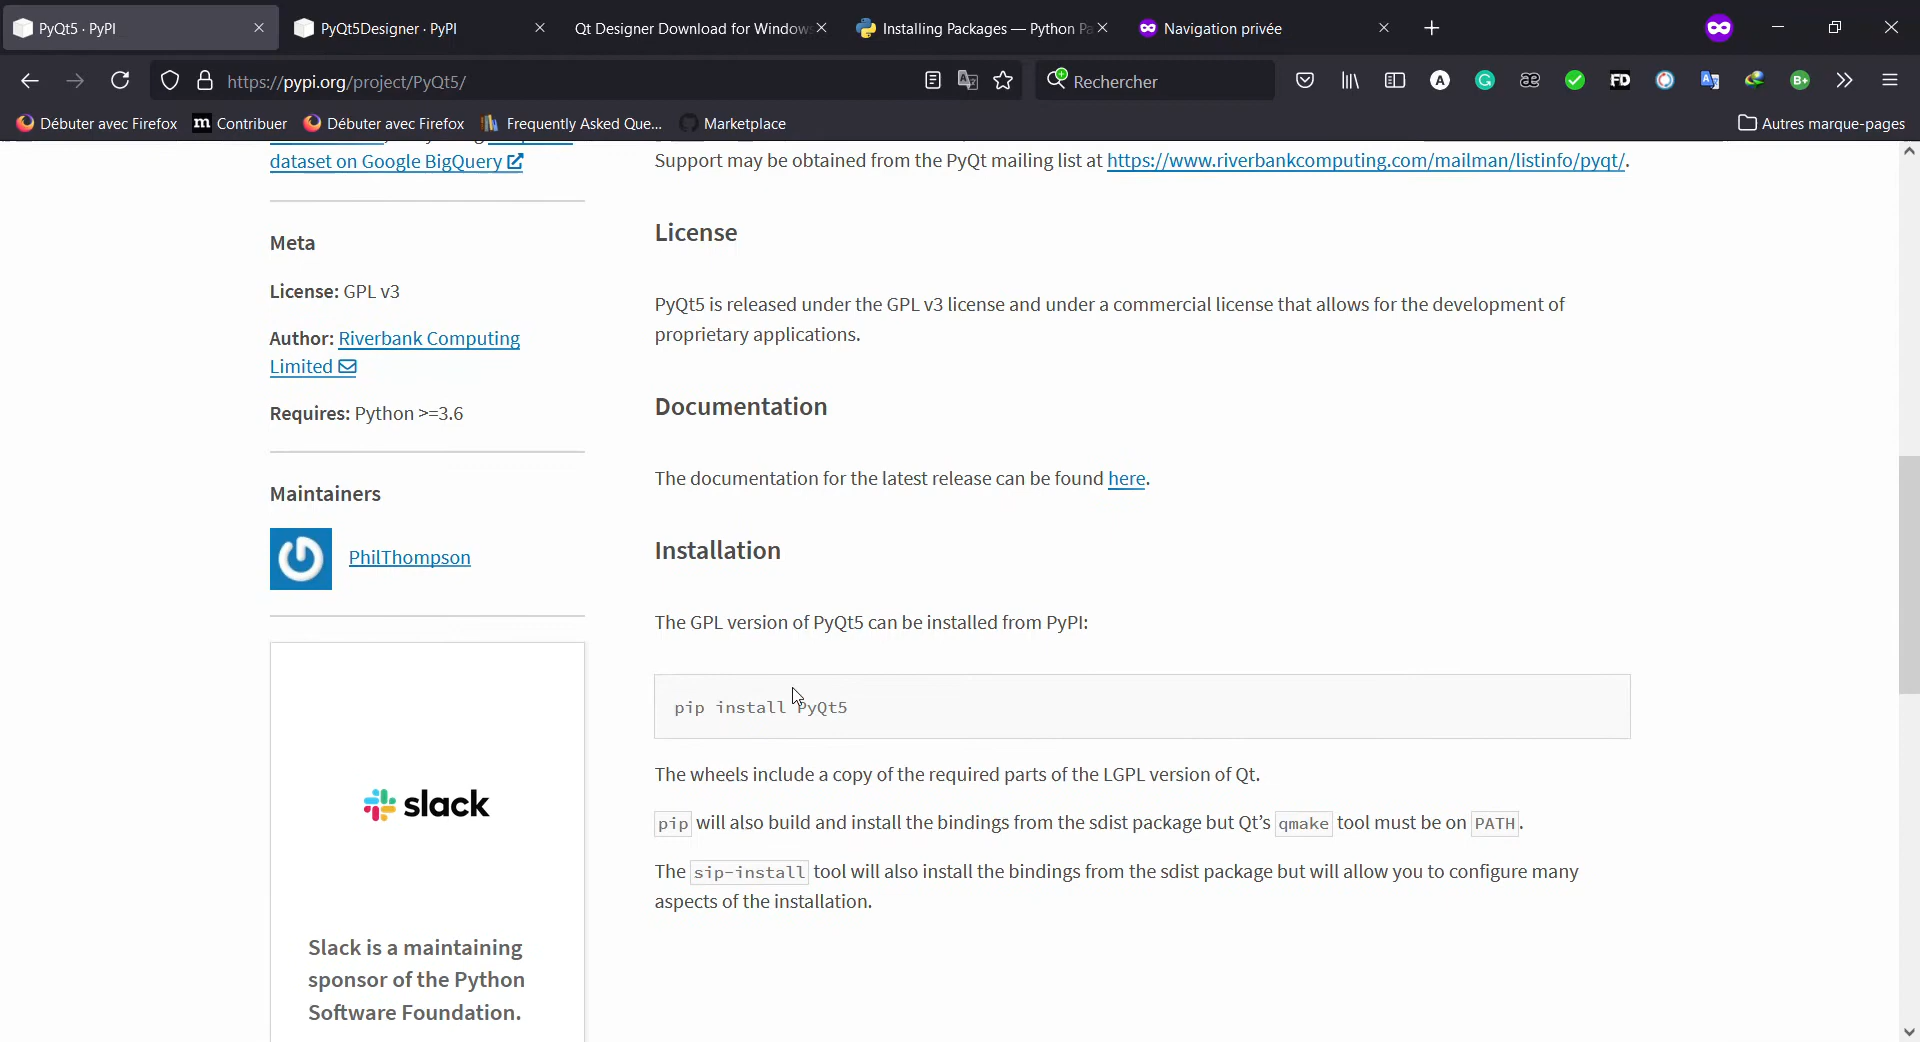 PyQt5 · PyPI
PyQt5Designer · PyPI
Qt Designer Download for Windows
Installing Packages — Python Pa
Navigation privée
https://pypi.org/project/PyQt5/
Rechercher
A
æ
FD
B+
Débuter avec Firefox
m Contribuer
Débuter avec Firefox
Frequently Asked Que...
Marketplace
Autres marque-pages
dataset on Google BigQuery
Meta
License: GPL v3
Author: Riverbank Computing
Limited
Requires: Python >=3.6
Maintainers
PhilThompson
slack
Slack is a maintaining
sponsor of the Python
Software Foundation.
Support may be obtained from the PyQt mailing list at https://www.riverbankcomputing.com/mailman/listinfo/pyqt/.
License
PyQt5 is released under the GPL v3 license and under a commercial license that allows for the development of
proprietary applications.
Documentation
The documentation for the latest release can be found here.
Installation
The GPL version of PyQt5 can be installed from PyPI:
pip install PyQt5
The wheels include a copy of the required parts of the LGPL version of Qt.
pip will also build and install the bindings from the sdist package but Qt’s qmake tool must be on PATH.
The sip-install tool will also install the bindings from the sdist package but will allow you to configure many
aspects of the installation.